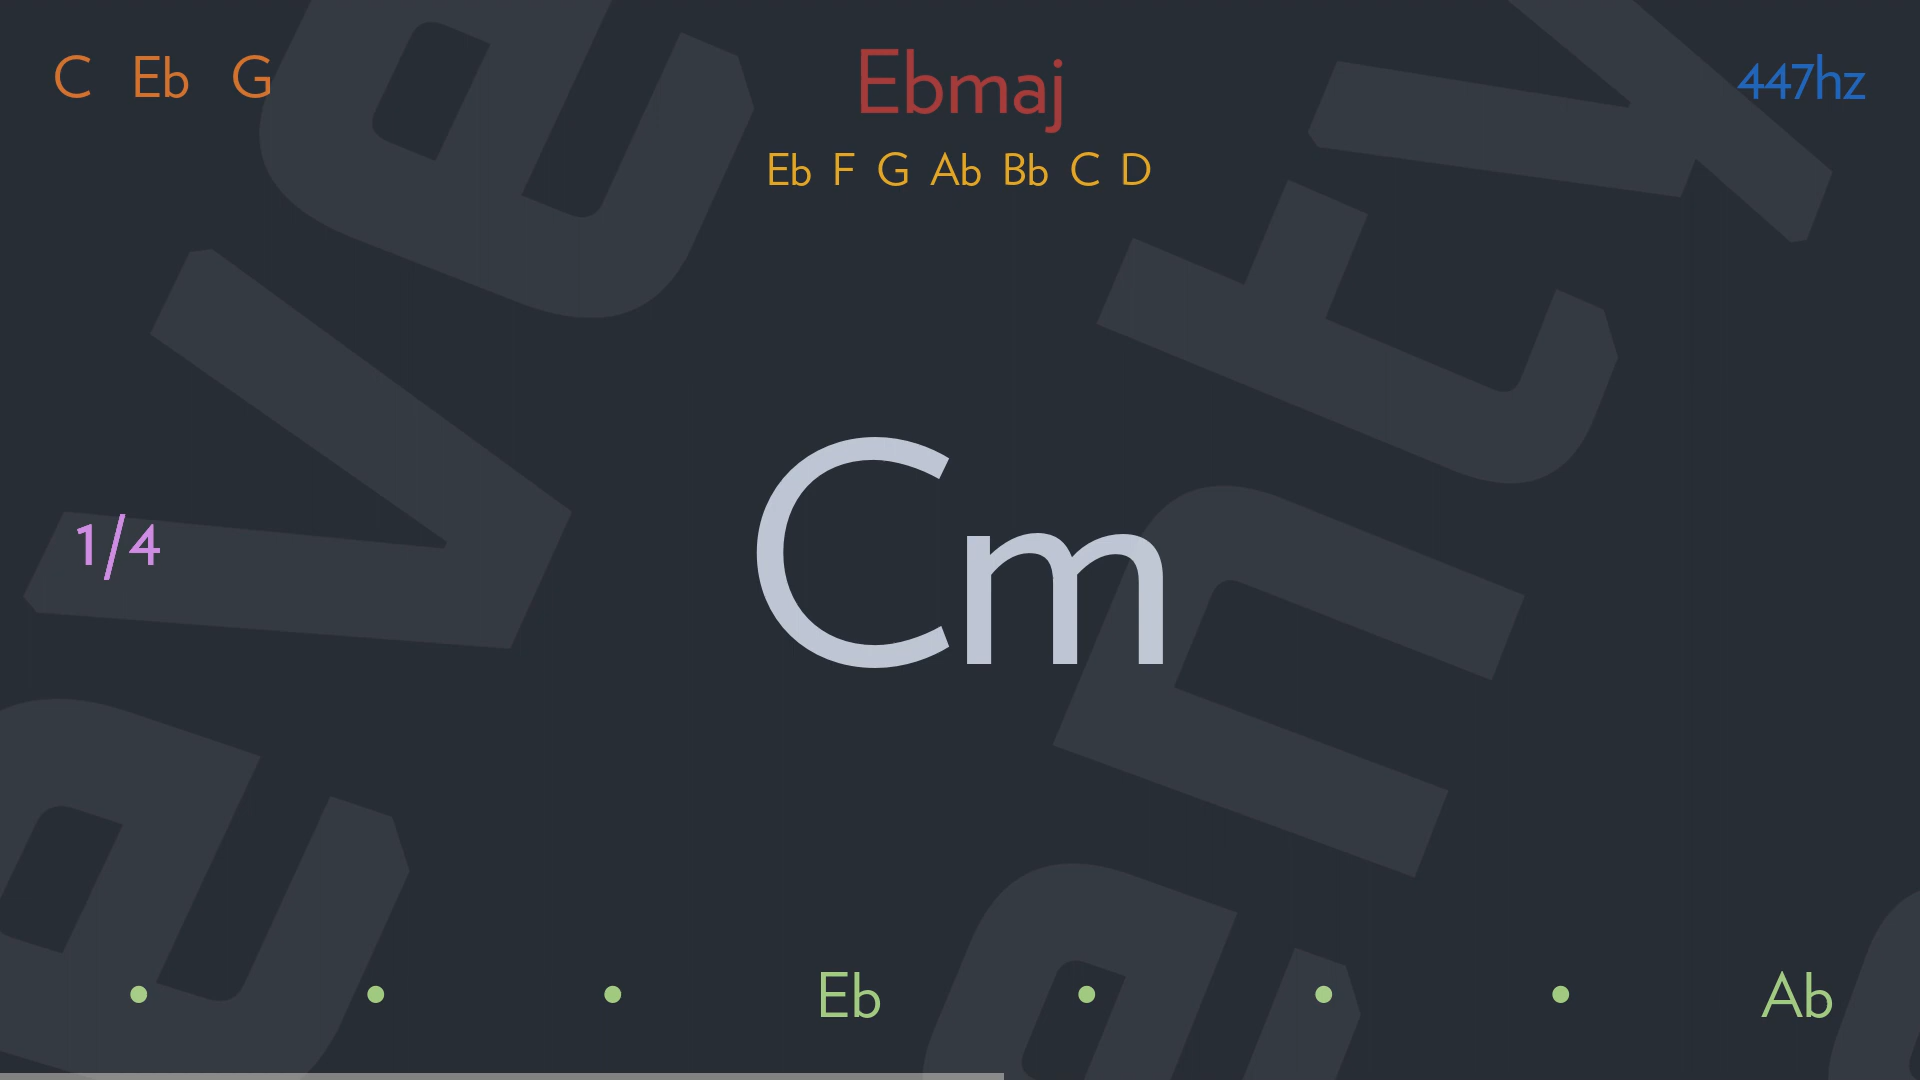 C Eb G
Ebmaj
447hz
Eb F G Ab Bb C D
Cm
1/4
• • • Eb • • • Ab